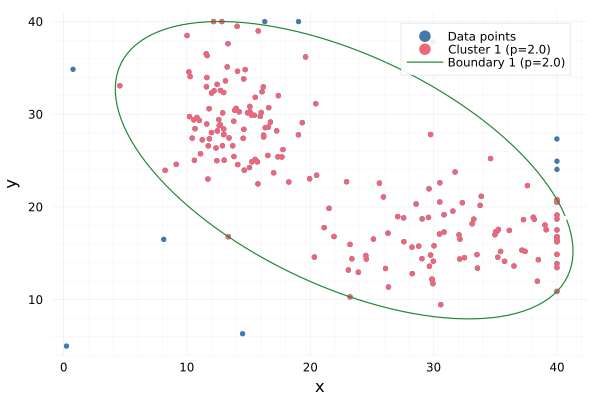 Data points
Cluster 1 (p=2.0)
Boundary 1 (p=2.0)
40
30
20
10
y
0 10 20 30 40
x